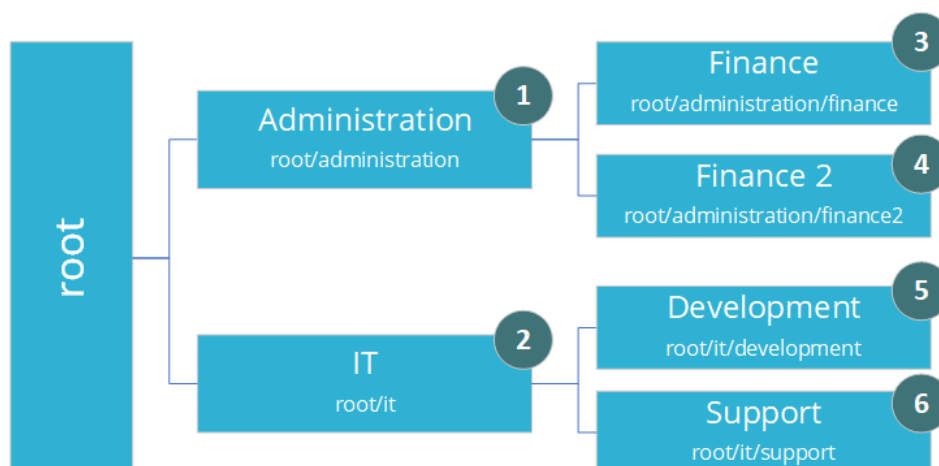 root
1
Administration
root/administration
2
IT
root/it
3
Finance
root/administration/finance
4
Finance 2
root/administration/finance2
5
Development
root/it/development
6
Support
root/it/support